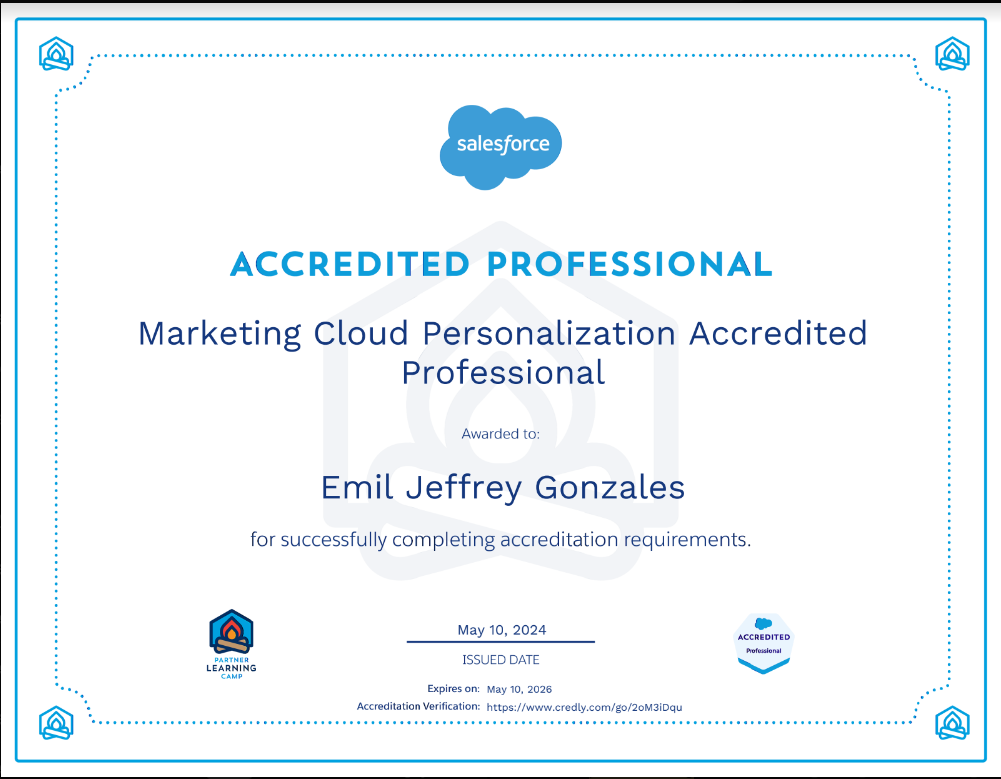 salesforce
ACCREDITED PROFESSIONAL
Marketing Cloud Personalization Accredited
Professional
Awarded to:
Emil Jeffrey Gonzales
for successfully completing accreditation requirements.
PARTNER
LEARNING
CAMP
May 10, 2024
ISSUED DATE
ACCREDITED
Professional
Expires on: May 10, 2026
Accreditation Verification: https://www.credly.com/go/2oM3iDqu